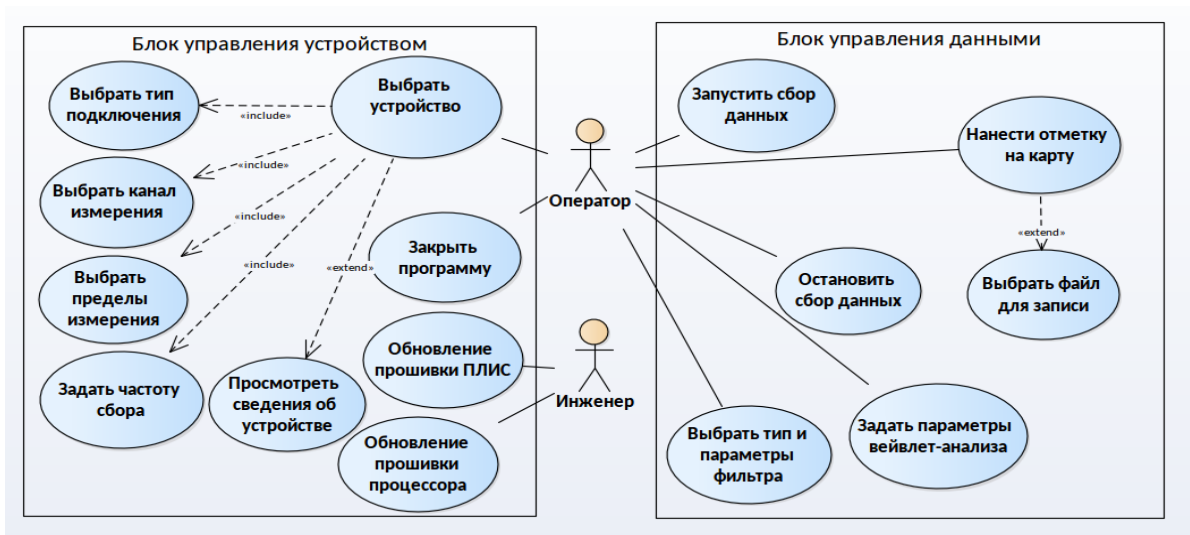 Блок управления устройством
Выбрать тип
подключения
«include»
Выбрать
устройство
Выбрать канал
измерения
«include»
Выбрать
пределы
измерения
«include»
Задать частоту
сбора
«include»
Просмотреть
сведения об
устройстве
«extend»
Закрыть
программу
Обновление
прошивки ПЛИС
Обновление
прошивки
процессора
Оператор
Инженер
Блок управления данными
Запустить сбор
данных
Нанести отметку
на карту
«extend»
Выбрать файл
для записи
Остановить
сбор данных
Выбрать тип и
параметры
фильтра
Задать параметры
вейвлет-анализа